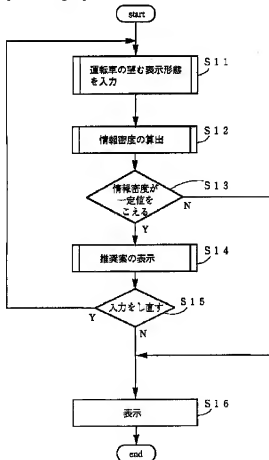 start
運転車の望む表示形態
を入力
S11
情報密度の算出
S12
情報密度が
一定位を
こえる
S13
N
Y
推奨案の表示
S14
入力をし直す
S15
Y
N
表示
S16
end